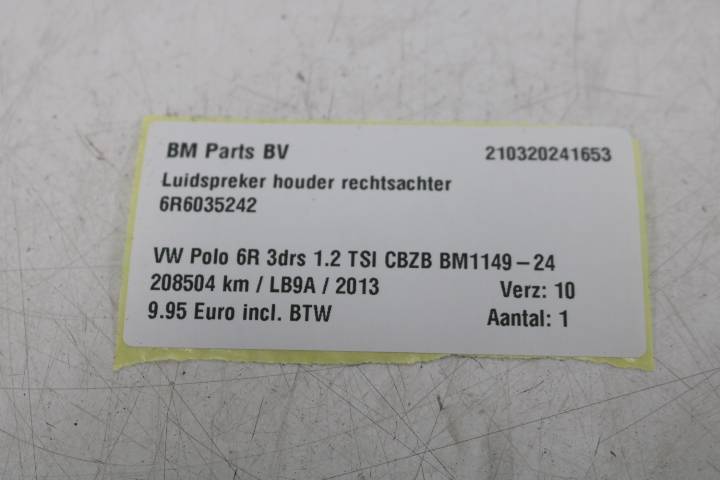 BM Parts BV 210320241653
Luidspreker houder rechtsachter
6R6035242
VW Polo 6R 3drs 1.2 TSI CBZB BM1149-24
208504 km / LB9A / 2013 Verz: 10
9.95 Euro incl. BTW Aantal: 1